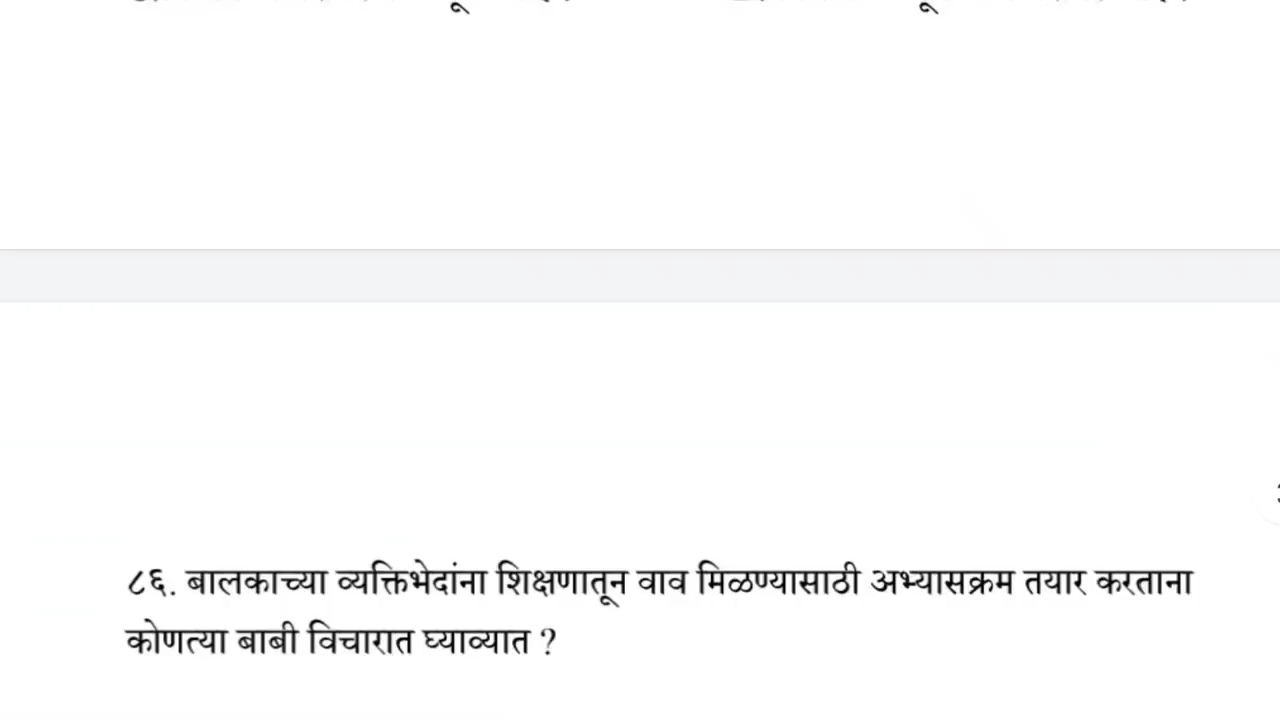 ८६. बालकाच्या व्यक्तिभेदांना शिक्षणातून वाव मिळण्यासाठी अभ्यासक्रम तयार करताना
कोणत्या बाबी विचारात घ्याव्यात ?